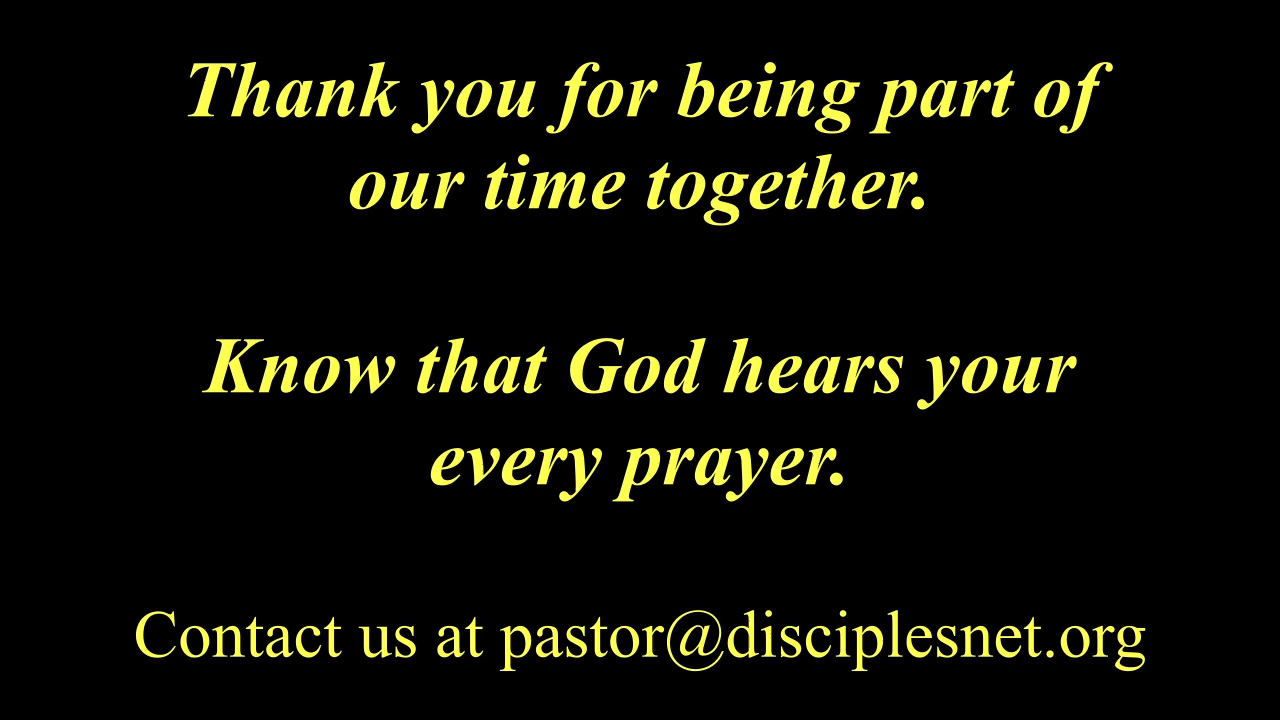 Thank you for being part of
our time together.
Know that God hears your
every prayer.
Contact us at pastor@disciplesnet.org